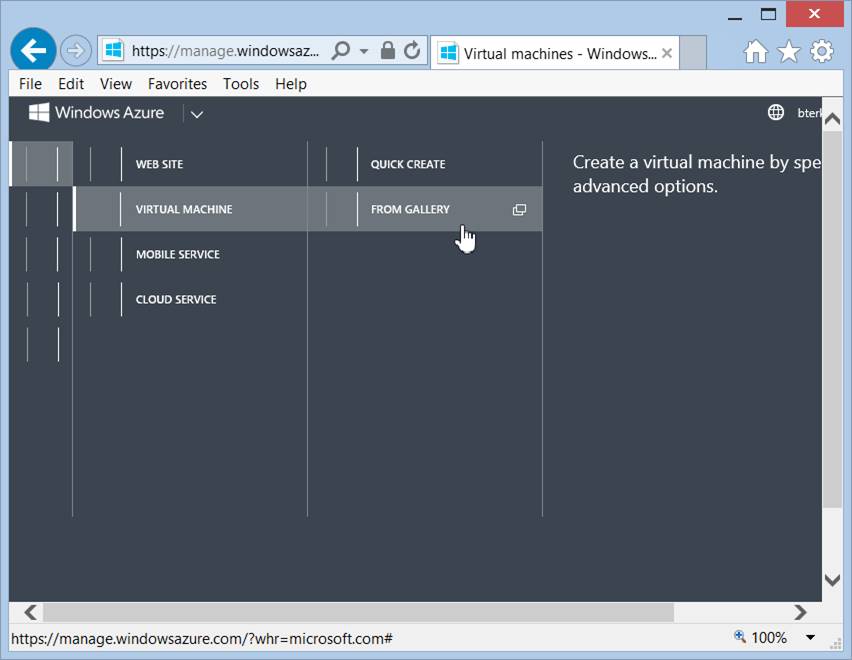 https://manage.windowsaz...
Virtual machines - Windows...
File Edit View Favorites Tools Help
Windows Azure
WEB SITE
VIRTUAL MACHINE
MOBILE SERVICE
CLOUD SERVICE
QUICK CREATE
FROM GALLERY
Create a virtual machine by spe
advanced options.
https://manage.windowsazure.com/?whr=microsoft.com#
100%